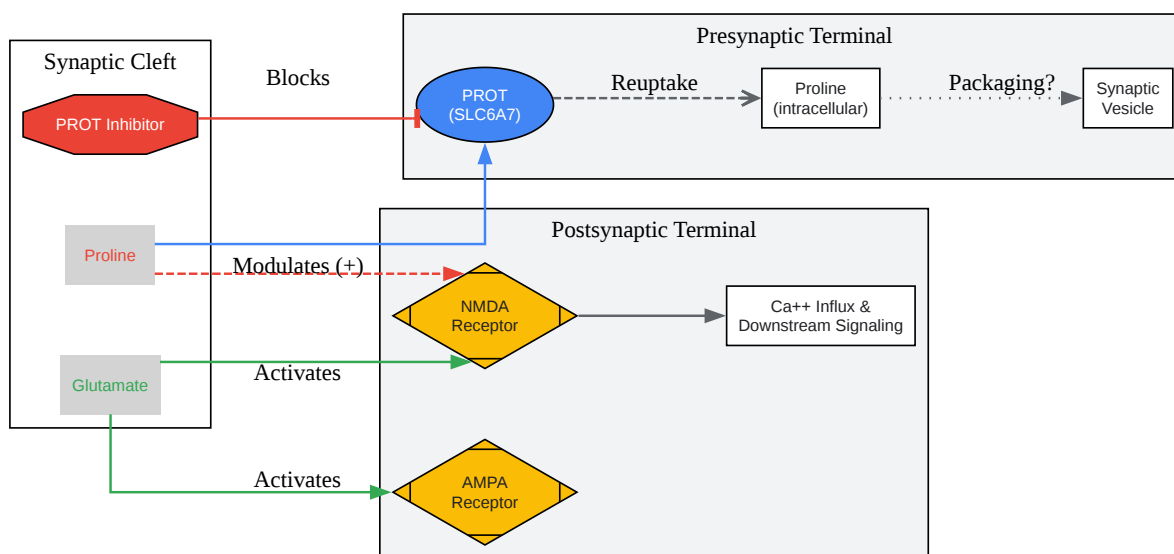 Presynaptic Terminal
Synaptic Cleft
Blocks
PROT Inhibitor
PROT
(SLC6A7)
Reuptake
Proline
(intracellular)
Packaging?
Synaptic
Vesicle
Postsynaptic Terminal
Proline
Modulates (+)
NMDA
Receptor
Ca++ Influx &
Downstream Signaling
Glutamate
Activates
Activates
AMPA
Receptor